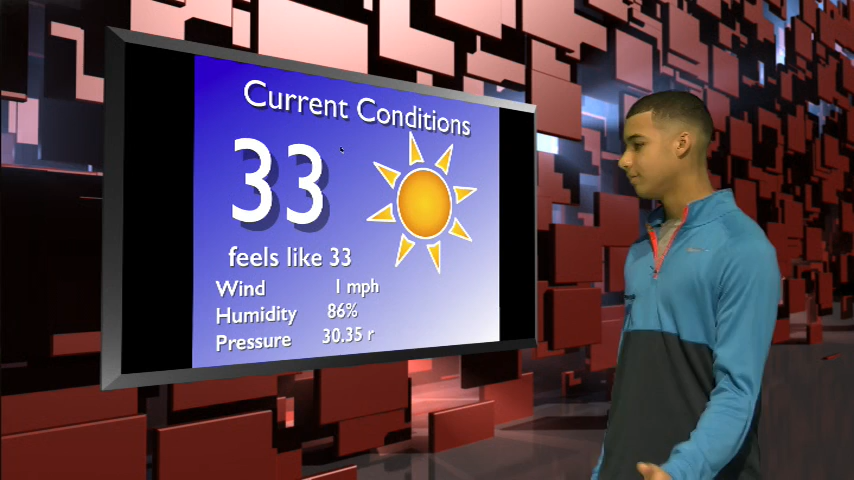 Current Conditions
33
feels like 33
Wind 1 mph
Humidity 86%
Pressure 30.35 r